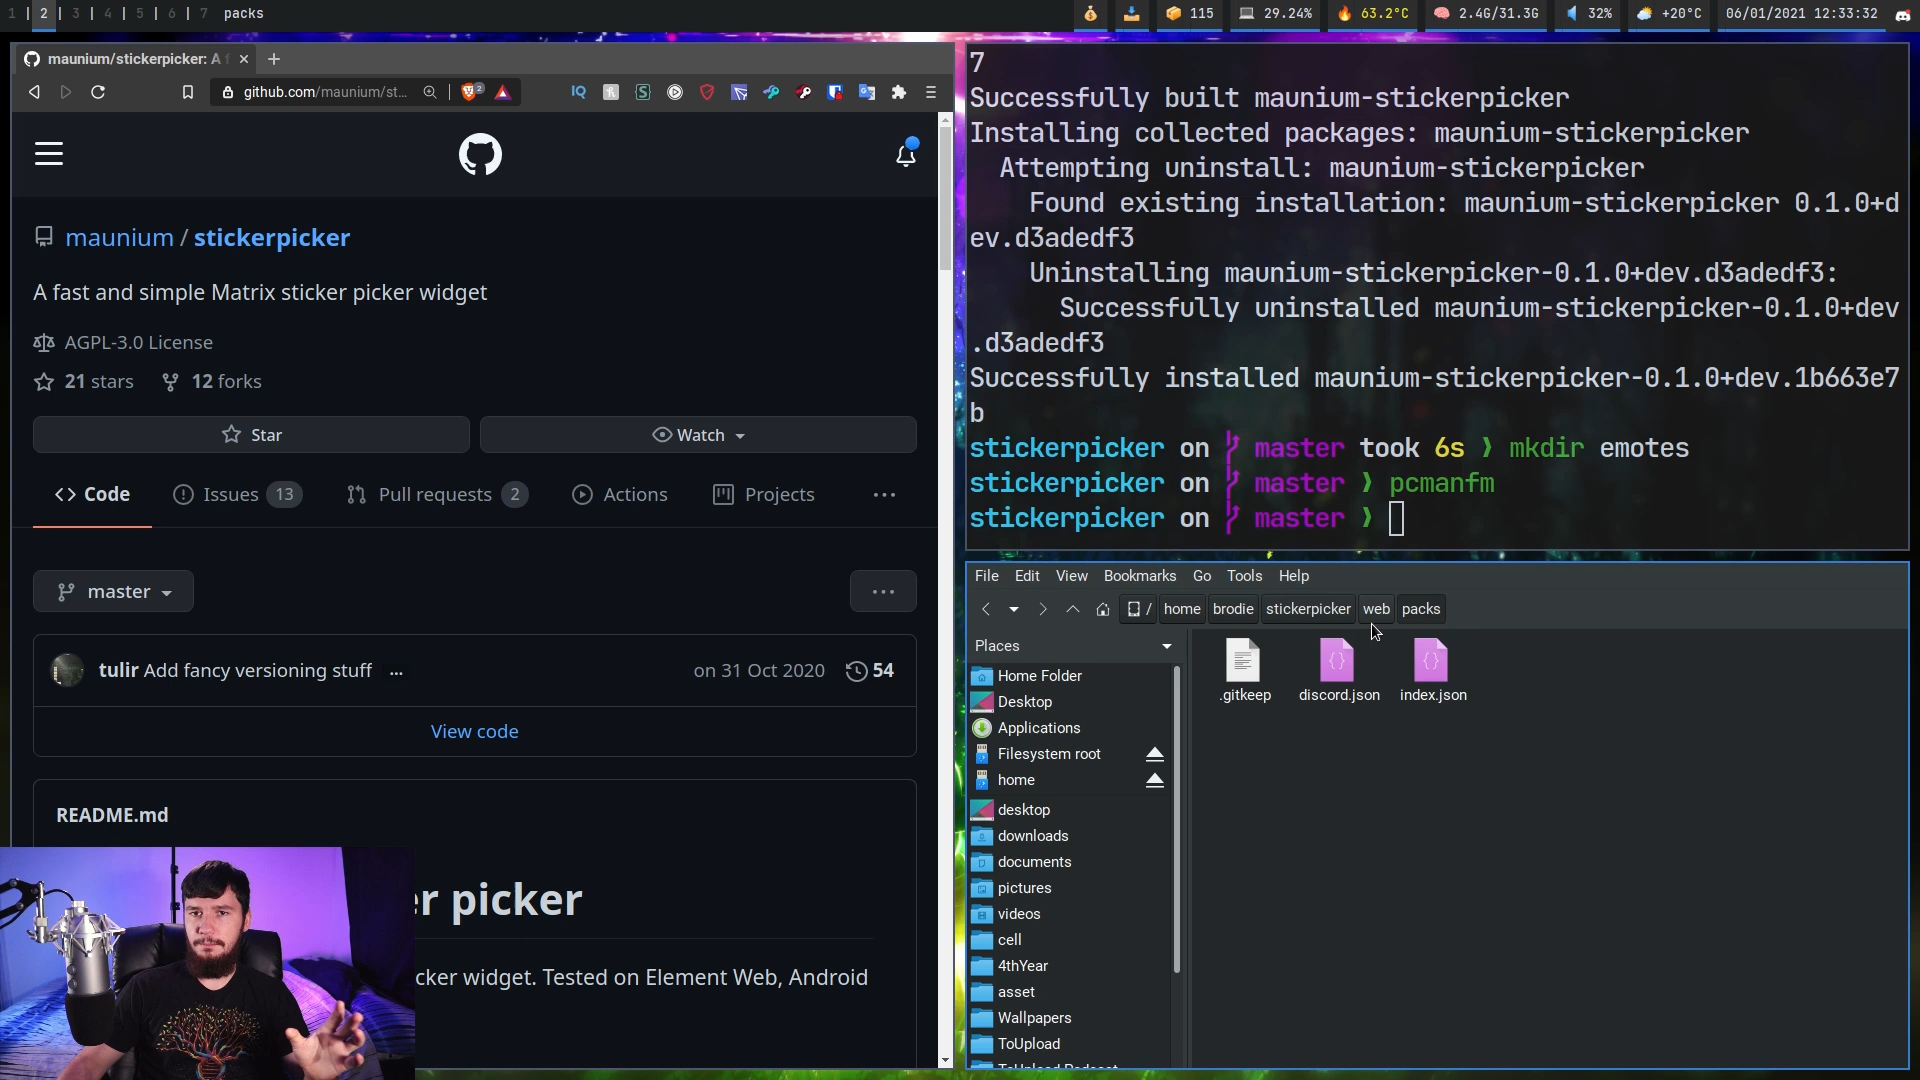 1 | 2 | 3 | 4 | 5 | 6 | 7 packs
115 29.24% 63.2°C 2.4G/31.3G 32% +20°C 06/01/2021 12:33:32
maunium/stickerpicker: A f
github.com/maunium/st...
maunium / stickerpicker
A fast and simple Matrix sticker picker widget
AGPL-3.0 License
21 stars 12 forks
Star Watch
Code Issues 13 Pull requests 2 Actions Projects ...
master ...
tulir Add fancy versioning stuff ... on 31 Oct 2020 54
View code
README.md
er picker
cker widget. Tested on Element Web, Android
7
Successfully built maunium-stickerpicker
Installing collected packages: maunium-stickerpicker
Attempting uninstall: maunium-stickerpicker
Found existing installation: maunium-stickerpicker 0.1.0+d
ev.d3adedf3
Uninstalling maunium-stickerpicker-0.1.0+dev.d3adedf3:
Successfully uninstalled maunium-stickerpicker-0.1.0+dev
.d3adedf3
Successfully installed maunium-stickerpicker-0.1.0+dev.1b663e7
b
stickerpicker on master took 6s ❯ mkdir emotes
stickerpicker on master ❯ pcmanfm
stickerpicker on master ❯
File Edit View Bookmarks Go Tools Help
/ home brodie stickerpicker web packs
Places
Home Folder
Desktop
Applications
Filesystem root
home
desktop
downloads
documents
pictures
videos
cell
4thYear
asset
Wallpapers
ToUpload
ToUpload Podcast
.gitkeep discord.json index.json